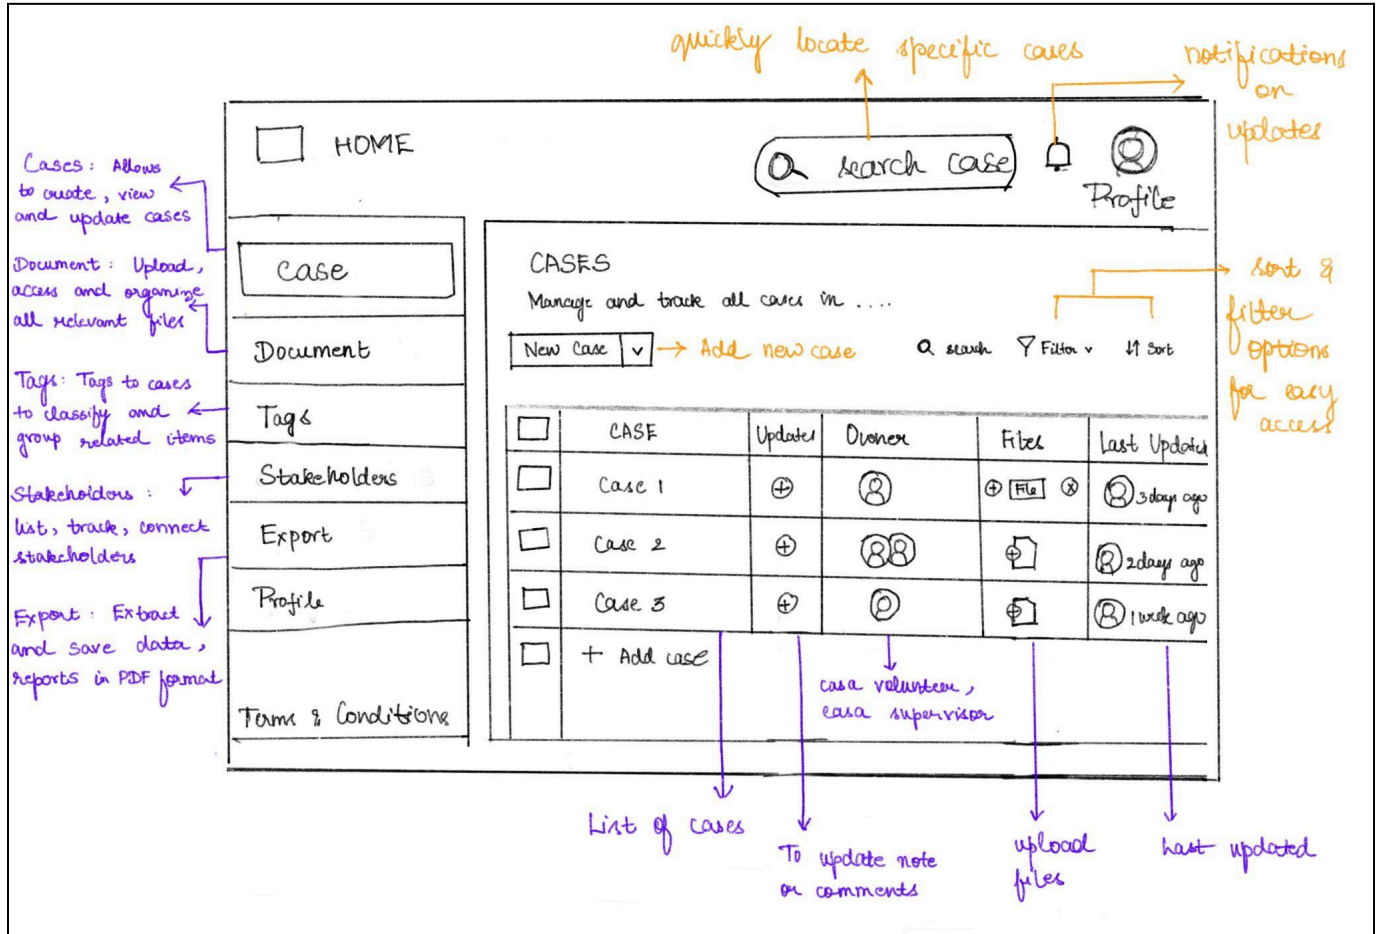 quickly locate specific cases
notifications
on
updates
HOME
search case
Profile
Cases: Allows
to create, view
and update cases
Document: Upload,
access and organize
all relevant files
Tags: Tags to cases
to classify and
group related items
Stakeholders:
list, track, connect
stakeholders
Export: Extract
and save data,
reports in PDF format
Case
Document
Tags
Stakeholders
Export
Profile
Terms & Conditions
CASES
Manage and track all cases in ....
New Case v → Add new case
search Filter v ↓↑ Sort
sort &
filter
options
for easy
access
CASE Updates Owner Files Last Updates
Case 1 + + File x 3 days ago
Case 2 + + 2 days ago
Case 3 + + 1 week ago
+ Add case
casa volunteer,
casa supervisor
List of cases
To update note
or comments
upload
files
Last updated